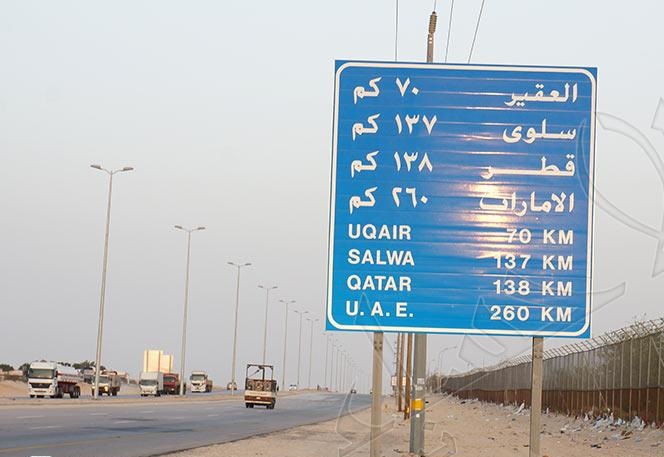 العقير ٧٠ كم
سلوى ١٣٧ كم
قطر ١٣٨ كم
الامارات ٢٦٠ كم
UQAIR 70 KM
SALWA 137 KM
QATAR 138 KM
U. A. E. 260 KM